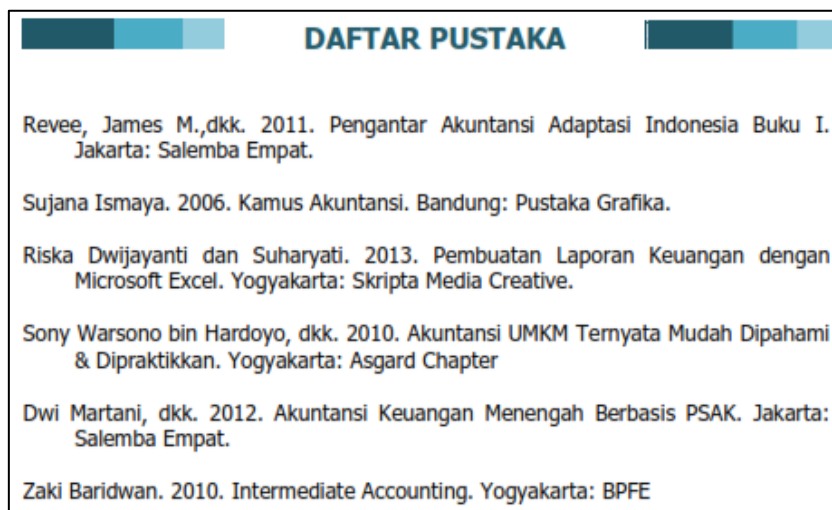 DAFTAR PUSTAKA
Revee, James M.,dkk. 2011. Pengantar Akuntansi Adaptasi Indonesia Buku I.
Jakarta: Salemba Empat.
Sujana Ismaya. 2006. Kamus Akuntansi. Bandung: Pustaka Grafika.
Riska Dwijayanti dan Suharyati. 2013. Pembuatan Laporan Keuangan dengan
Microsoft Excel. Yogyakarta: Skripta Media Creative.
Sony Warsono bin Hardoyo, dkk. 2010. Akuntansi UMKM Ternyata Mudah Dipahami
& Dipraktikkan. Yogyakarta: Asgard Chapter
Dwi Martani, dkk. 2012. Akuntansi Keuangan Menengah Berbasis PSAK. Jakarta:
Salemba Empat.
Zaki Baridwan. 2010. Intermediate Accounting. Yogyakarta: BPFE